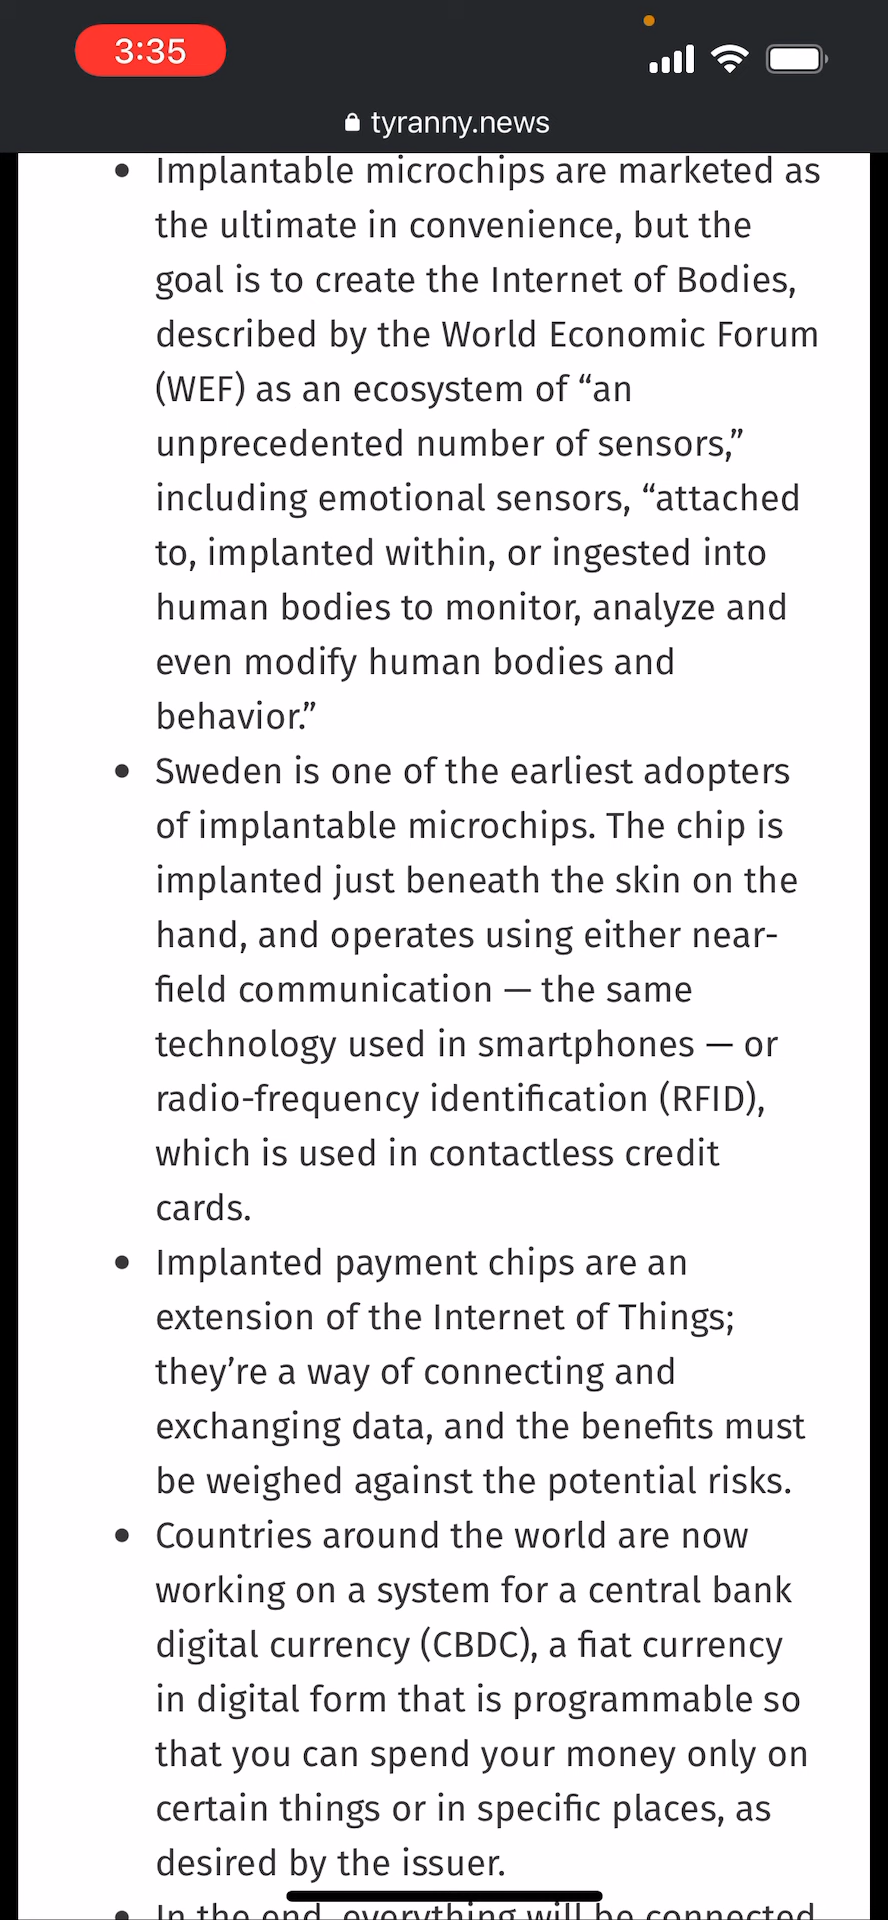 3:35
tyranny.news
• Implantable microchips are marketed as
the ultimate in convenience, but the
goal is to create the Internet of Bodies,
described by the World Economic Forum
(WEF) as an ecosystem of “an
unprecedented number of sensors,”
including emotional sensors, “attached
to, implanted within, or ingested into
human bodies to monitor, analyze and
even modify human bodies and
behavior.”
• Sweden is one of the earliest adopters
of implantable microchips. The chip is
implanted just beneath the skin on the
hand, and operates using either near-
field communication — the same
technology used in smartphones — or
radio-frequency identification (RFID),
which is used in contactless credit
cards.
• Implanted payment chips are an
extension of the Internet of Things;
they’re a way of connecting and
exchanging data, and the benefits must
be weighed against the potential risks.
• Countries around the world are now
working on a system for a central bank
digital currency (CBDC), a fiat currency
in digital form that is programmable so
that you can spend your money only on
certain things or in specific places, as
desired by the issuer.
• In the end, everything will be connected